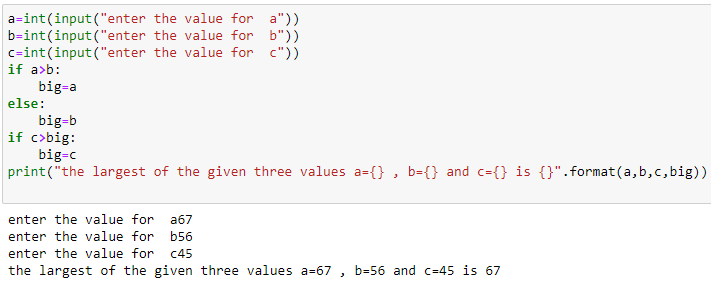 a=int(input("enter the value for  a"))
b=int(input("enter the value for  b"))
c=int(input("enter the value for  c"))
if a>b:
    big=a
else:
    big=b
if c>big:
    big=c
print("the largest of the given three values a={} , b={} and c={} is {}".format(a,b,c,big))
enter the value for  a67
enter the value for  b56
enter the value for  c45
the largest of the given three values a=67 , b=56 and c=45 is 67